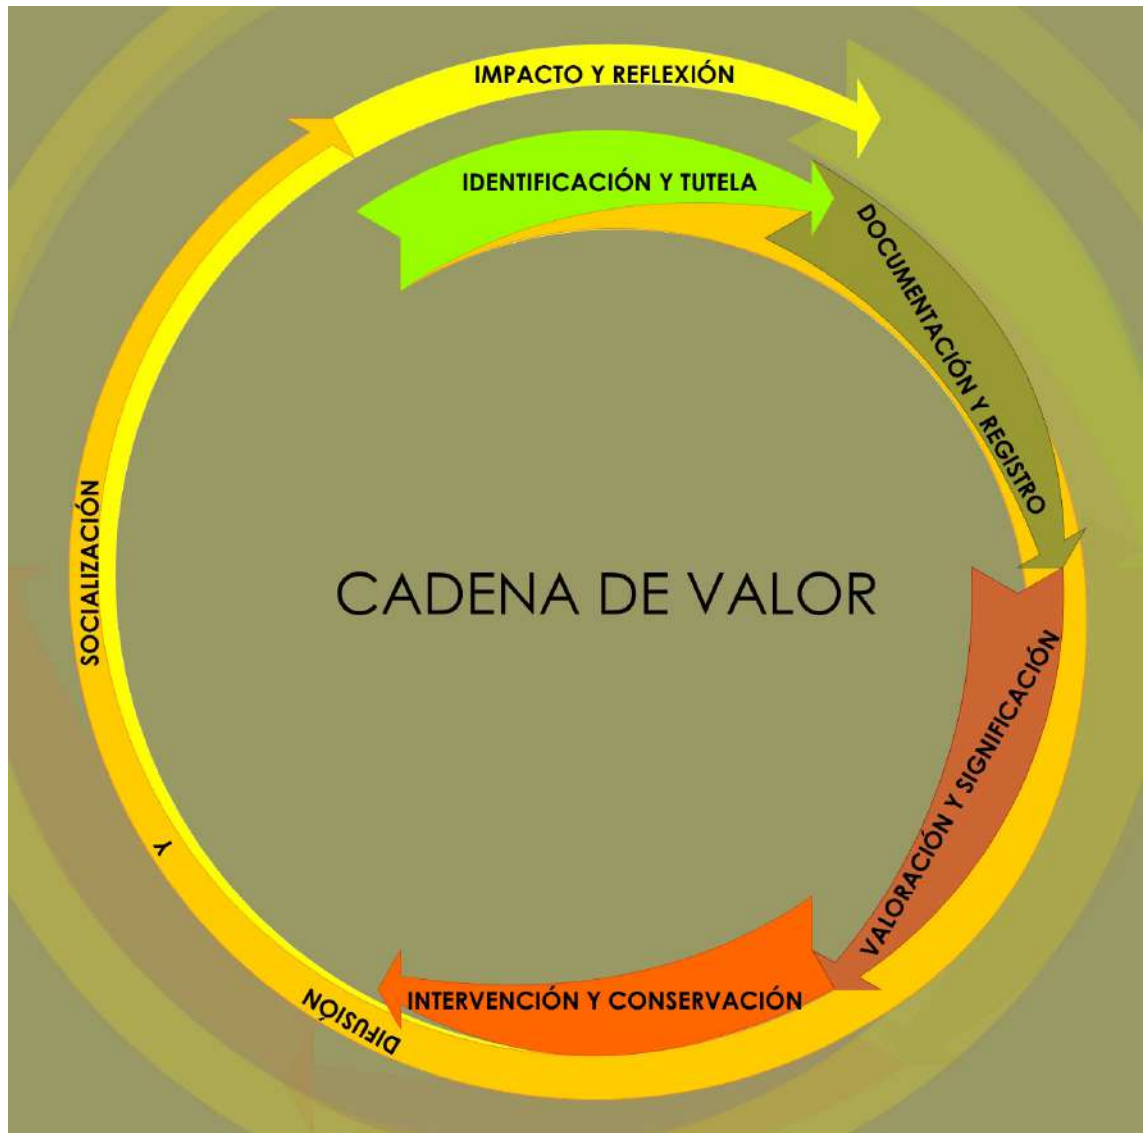 IMPACTO Y REFLEXIÓN
IDENTIFICACIÓN Y TUTELA
DOCUMENTACIÓN Y REGISTRO
CADENA DE VALOR
VALORACIÓN Y SIGNIFICACIÓN
INTERVENCIÓN Y CONSERVACIÓN
DIFUSIÓN
Y
SOCIALIZACIÓN